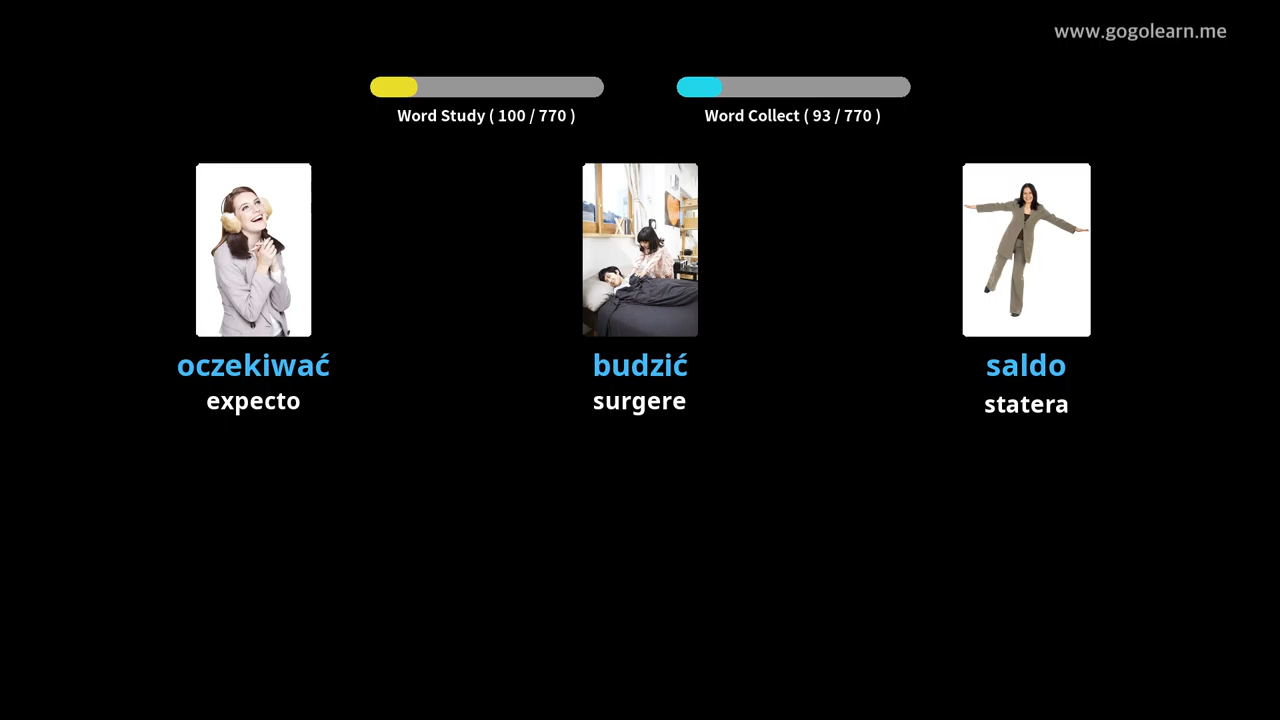 www.gogolearn.me
Word Study ( 100 / 770 )
Word Collect ( 93 / 770 )
oczekiwać
expecto
budzić
surgere
saldo
statera